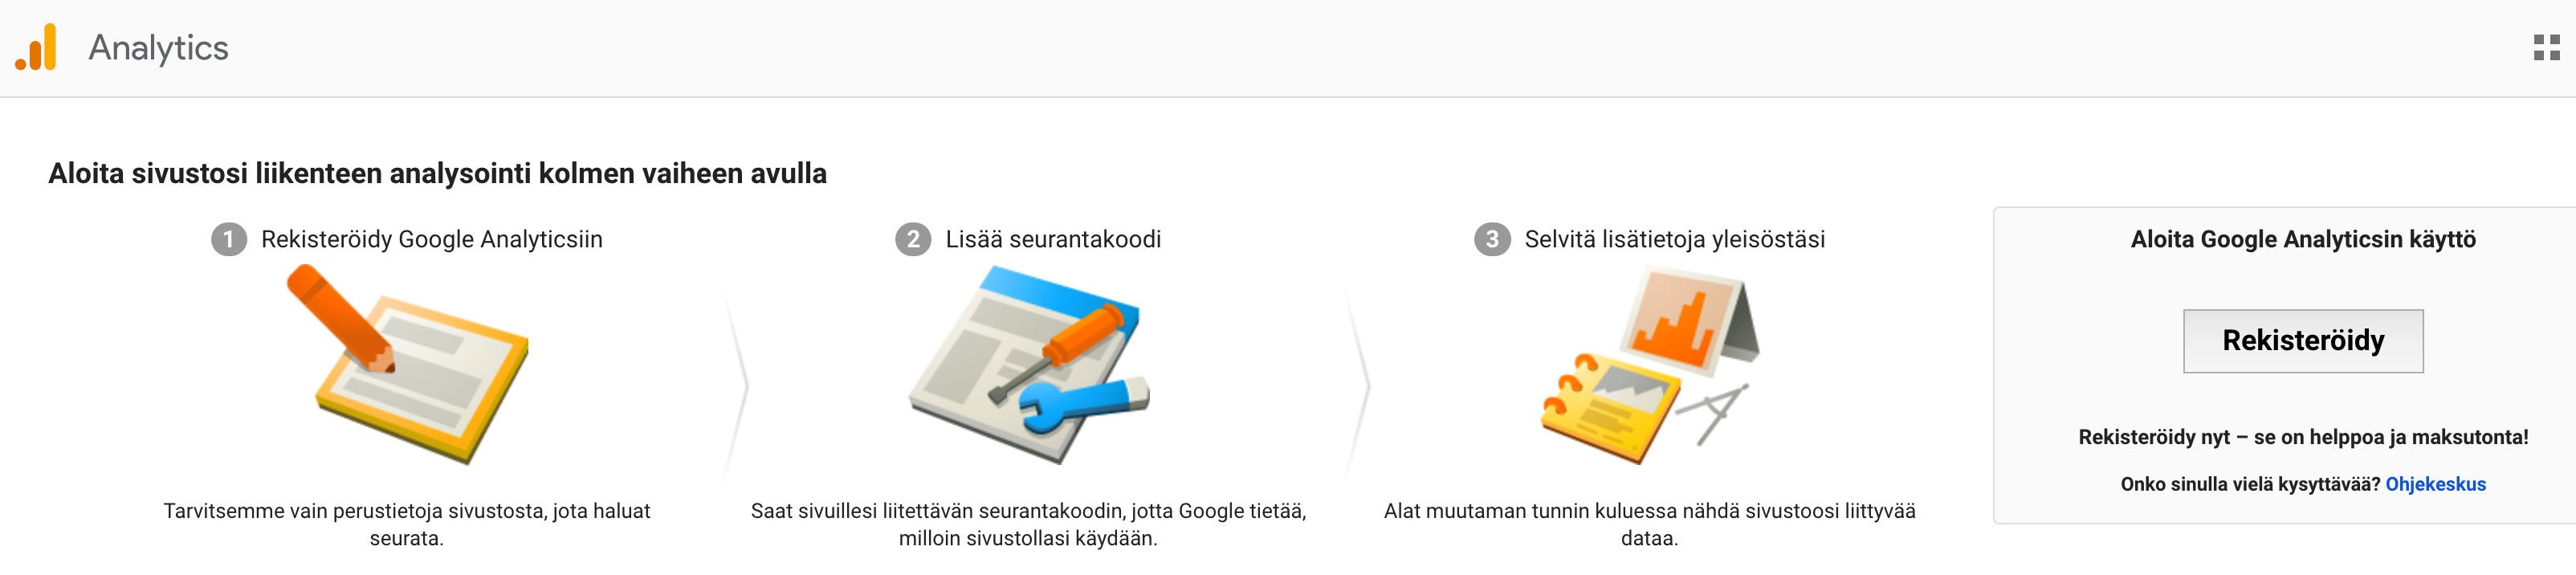 Analytics
Aloita sivustosi liikenteen analysointi kolmen vaiheen avulla
1 Rekisteröidy Google Analyticsiin
Tarvitsemme vain perustietoja sivustosta, jota haluat
seurata.
2 Lisää seurantakoodi
Saat sivuillesi liitettävän seurantakoodin, jotta Google tietää,
milloin sivustollasi käydään.
3 Selvitä lisätietoja yleisöstäsi
Alat muutaman tunnin kuluessa nähdä sivustoosi liittyvää
dataa.
Aloita Google Analyticsin käyttö
Rekisteröidy
Rekisteröidy nyt – se on helppoa ja maksutonta!
Onko sinulla vielä kysyttävää? Ohjekeskus